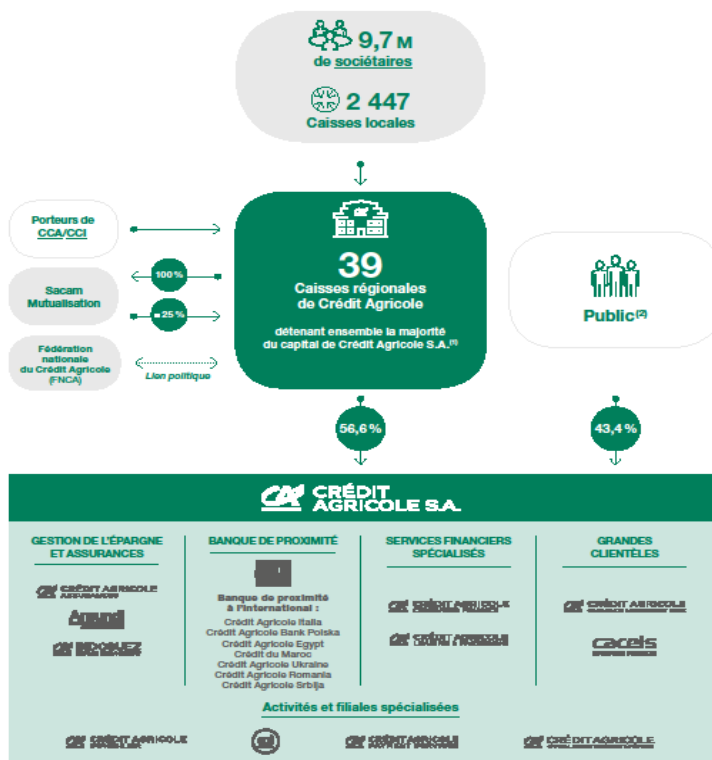 9,7 M
de sociétaires
2 447
Caisses locales
Porteurs de
CCA/CCI
Sacam
Mutualisation
Fédération
nationale
du Crédit Agricole
(FNCA)
100 %
25 %
Lien politique
39
Caisses régionales
de Crédit Agricole
détenant ensemble la majorité
du capital de Crédit Agricole S.A.(1)
Public(2)
56,6 %
43,4 %
CRÉDIT
AGRICOLE S.A.
GESTION DE L'ÉPARGNE
ET ASSURANCES
CRÉDIT AGRICOLE
ASSURANCES
Amundi
INDOSUEZ
BANQUE DE PROXIMITÉ
Banque de proximité
à l'international :
Crédit Agricole Italia
Crédit Agricole Bank Polska
Crédit Agricole Egypt
Crédit du Maroc
Crédit Agricole Ukraine
Crédit Agricole Romania
Crédit Agricole Srbija
SERVICES FINANCIERS
SPÉCIALISÉS
CRÉDIT AGRICOLE
CRÉDIT AGRICOLE
GRANDES
CLIENTÈLES
CRÉDIT AGRICOLE
caceis
Activités et filiales spécialisées
CRÉDIT AGRICOLE
CRÉDIT AGRICOLE
CRÉDIT AGRICOLE